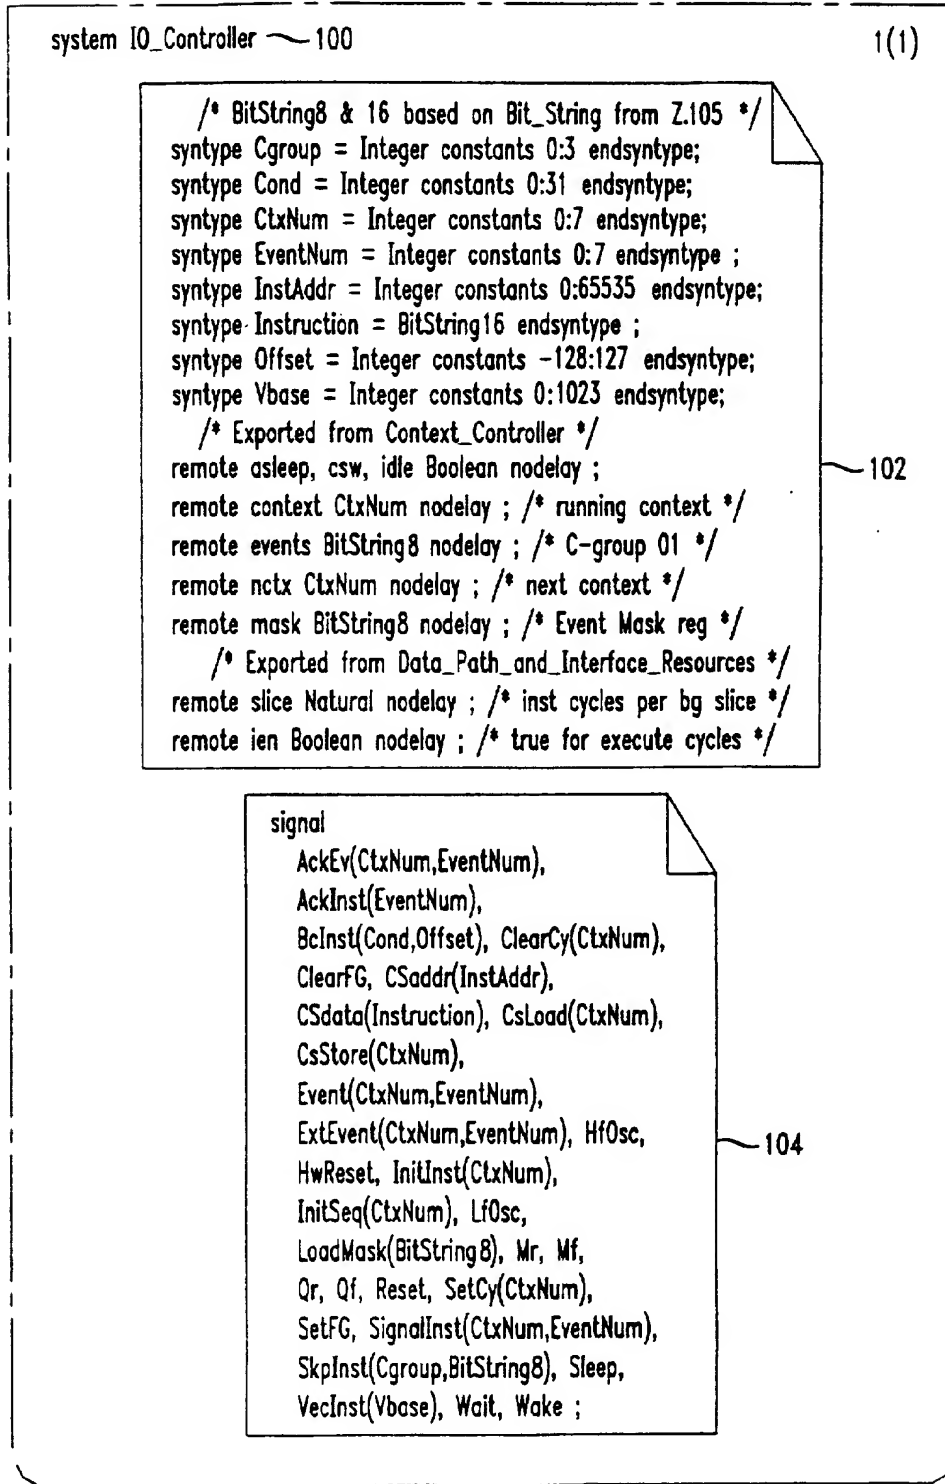 system IO_Controller 100 1(1)
/* BitString8 & 16 based on Bit_String from Z.105 */
syntype Cgroup = Integer constants 0:3 endsyntype;
syntype Cond = Integer constants 0:31 endsyntype;
syntype CtxNum = Integer constants 0:7 endsyntype;
syntype EventNum = Integer constants 0:7 endsyntype ;
syntype InstAddr = Integer constants 0:65535 endsyntype;
syntype Instruction = BitString16 endsyntype ;
syntype Offset = Integer constants -128:127 endsyntype;
syntype Vbase = Integer constants 0:1023 endsyntype;
/* Exported from Context_Controller */
remote asleep, csw, idle Boolean nodelay ;
102
remote context CtxNum nodelay ; /* running context */
remote events BitString8 nodelay ; /* C-group 01 */
remote nctx CtxNum nodelay ; /* next context */
remote mask BitString8 nodelay ; /* Event Mask reg */
/* Exported from Data_Path_and_Interface_Resources */
remote slice Natural nodelay ; /* inst cycles per bg slice */
remote ien Boolean nodelay ; /* true for execute cycles */
signal
AckEv(CtxNum,EventNum),
AckInst(EventNum),
BcInst(Cond,Offset), ClearCy(CtxNum),
ClearFG, CSaddr(InstAddr),
CSdata(Instruction), CsLoad(CtxNum),
CsStore(CtxNum),
Event(CtxNum,EventNum),
ExtEvent(CtxNum,EventNum), HfOsc,
104
HwReset, InitInst(CtxNum),
InitSeq(CtxNum), LfOsc,
LoadMask(BitString8), Mr, Mf,
Qr, Qf, Reset, SetCy(CtxNum),
SetFG, SignalInst(CtxNum,EventNum),
SkpInst(Cgroup,BitString8), Sleep,
VecInst(Vbase), Wait, Wake ;